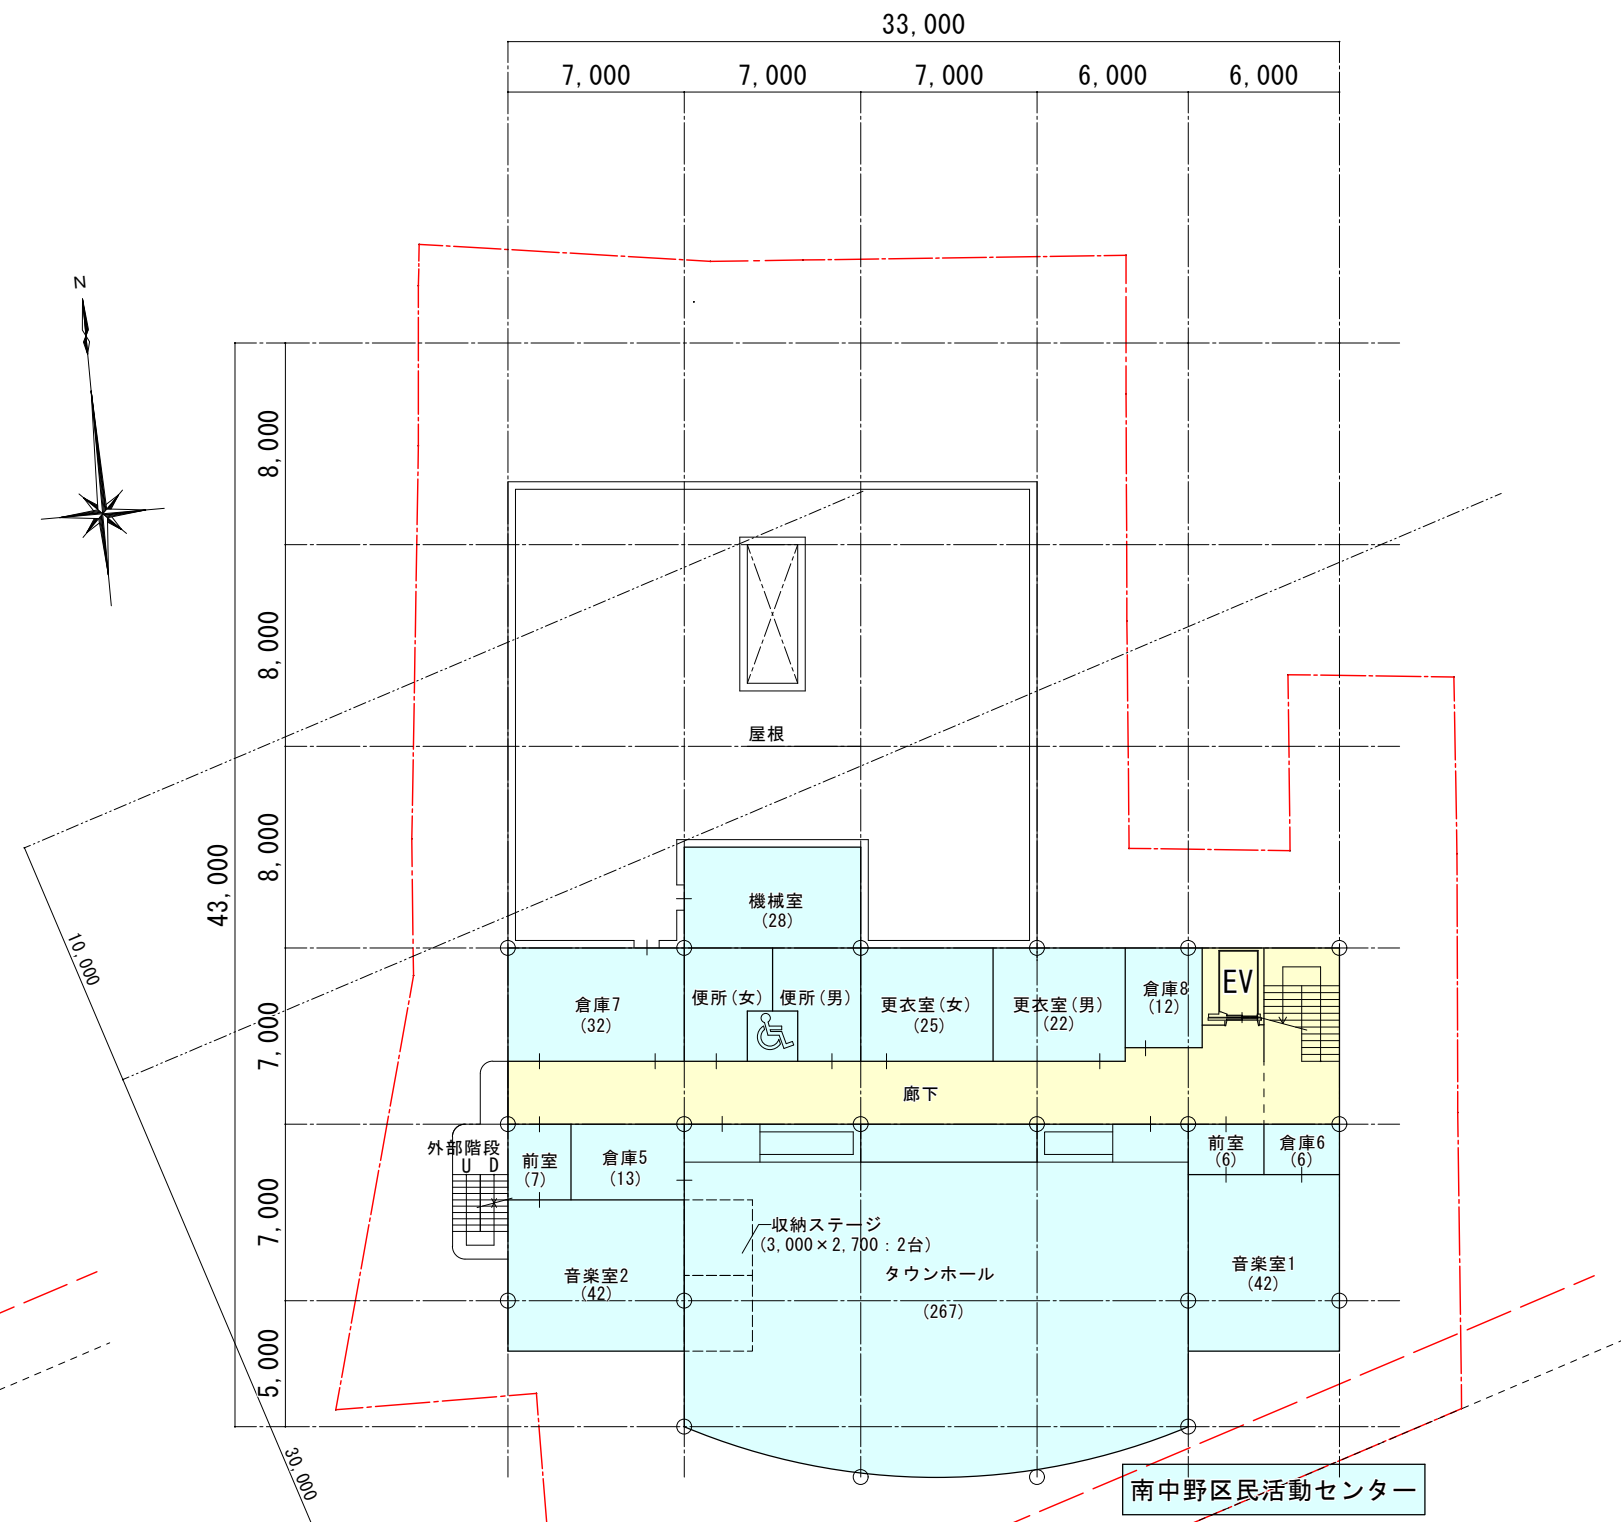 33,000
7,000
7,000
7,000
6,000
6,000
N
8,000
8,000
8,000
43,000
7,000
7,000
5,000
10,000
30,000
屋根
機械室
(28)
倉庫7
(32)
便所(女)
便所(男)
更衣室(女)
(25)
更衣室(男)
(22)
倉庫8
(12)
EV
廊下
外部階段
U D
前室
(7)
倉庫5
(13)
前室
(6)
倉庫6
(6)
収納ステージ
(3,000×2,700:2台)
タウンホール
(267)
音楽室2
(42)
音楽室1
(42)
南中野区民活動センター